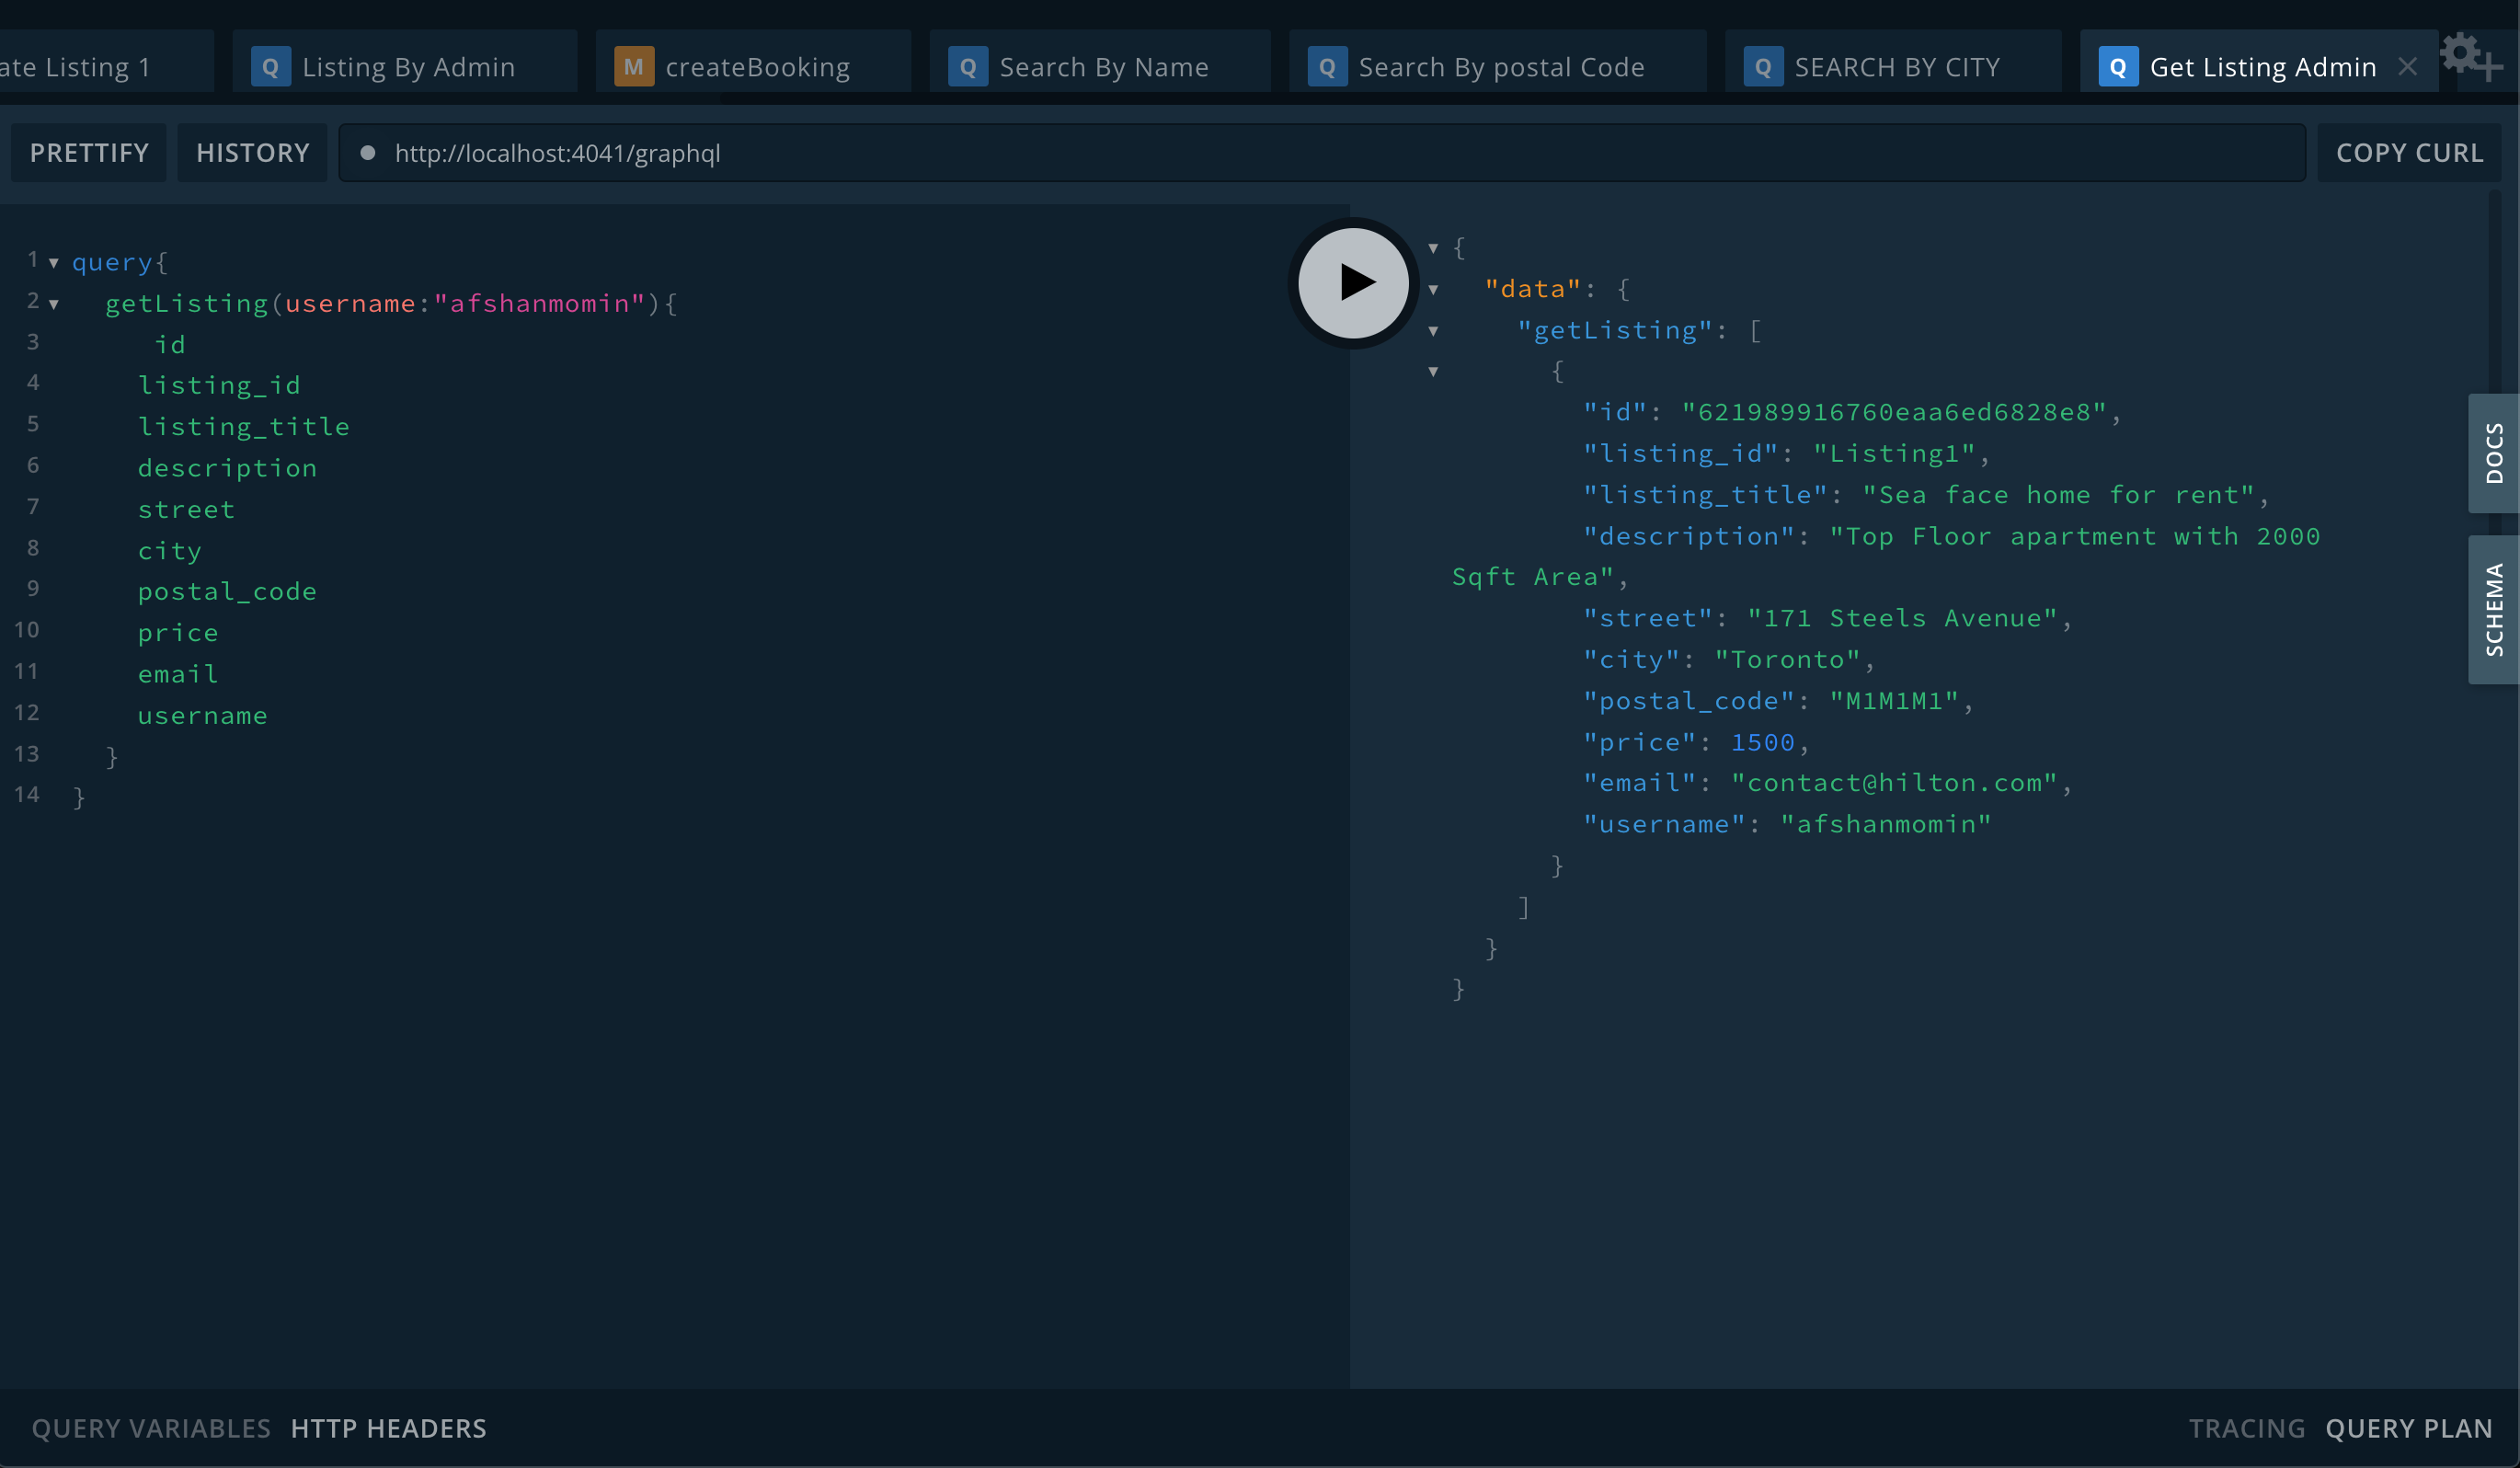 ate Listing 1 Q Listing By Admin M createBooking Q Search By Name Q Search By postal Code Q SEARCH BY CITY Q Get Listing Admin
PRETTIFY HISTORY http://localhost:4041/graphql COPY CURL
1 query{
2 getListing(username:"afshanmomin"){
3 id
4 listing_id
5 listing_title
6 description
7 street
8 city
9 postal_code
10 price
11 email
12 username
13 }
14 }
{
"data": {
"getListing": [
{
"id": "621989916760eaa6ed6828e8",
"listing_id": "Listing1",
"listing_title": "Sea face home for rent",
"description": "Top Floor apartment with 2000
Sqft Area",
"street": "171 Steels Avenue",
"city": "Toronto",
"postal_code": "M1M1M1",
"price": 1500,
"email": "contact@hilton.com",
"username": "afshanmomin"
}
]
}
}
DOCS
SCHEMA
QUERY VARIABLES HTTP HEADERS TRACING QUERY PLAN